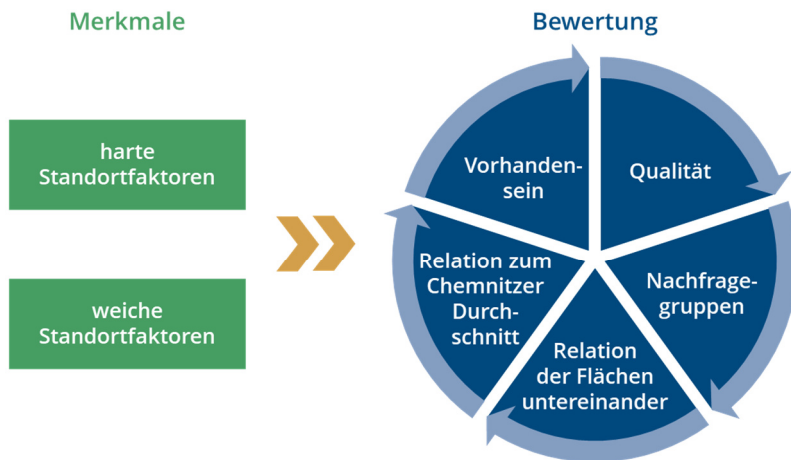 Merkmale
harte
Standortfaktoren
weiche
Standortfaktoren
Bewertung
Vorhanden-
sein
Qualität
Nachfrage-
gruppen
Relation
der Flächen
untereinander
Relation zum
Chemnitzer
Durch-
schnitt